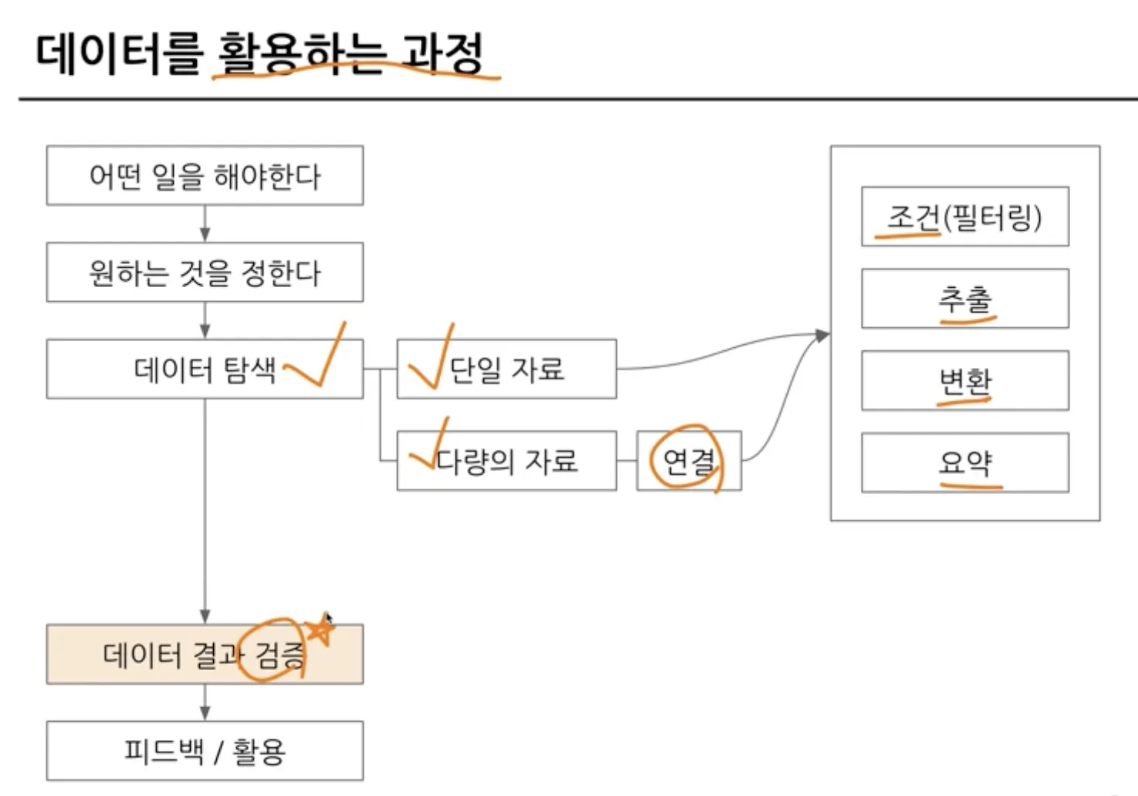 데이터를 활용하는 과정
어떤 일을 해야한다
원하는 것을 정한다
데이터 탐색
단일 자료
다량의 자료
연결
조건(필터링)
추출
변환
요약
데이터 결과 검증
피드백 / 활용